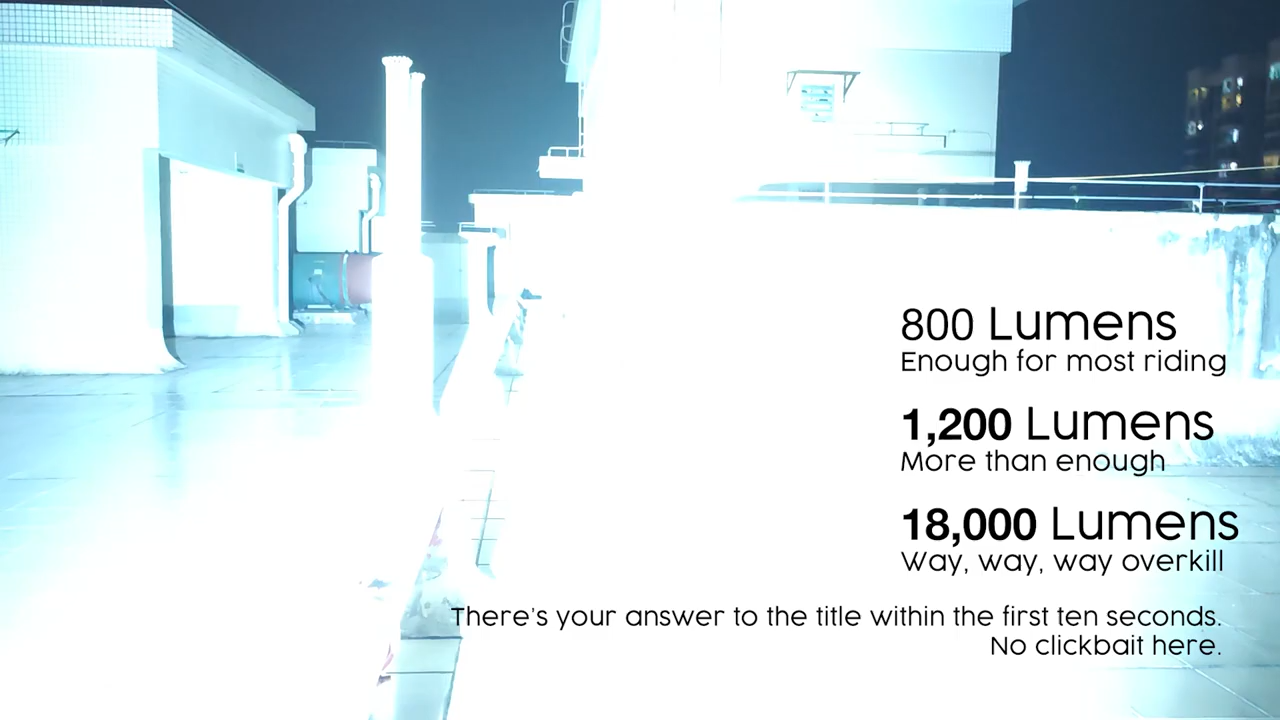 800 Lumens
Enough for most riding
1,200 Lumens
More than enough
18,000 Lumens
Way, way, way overkill
There's your answer to the title within the first ten seconds.
No clickbait here.